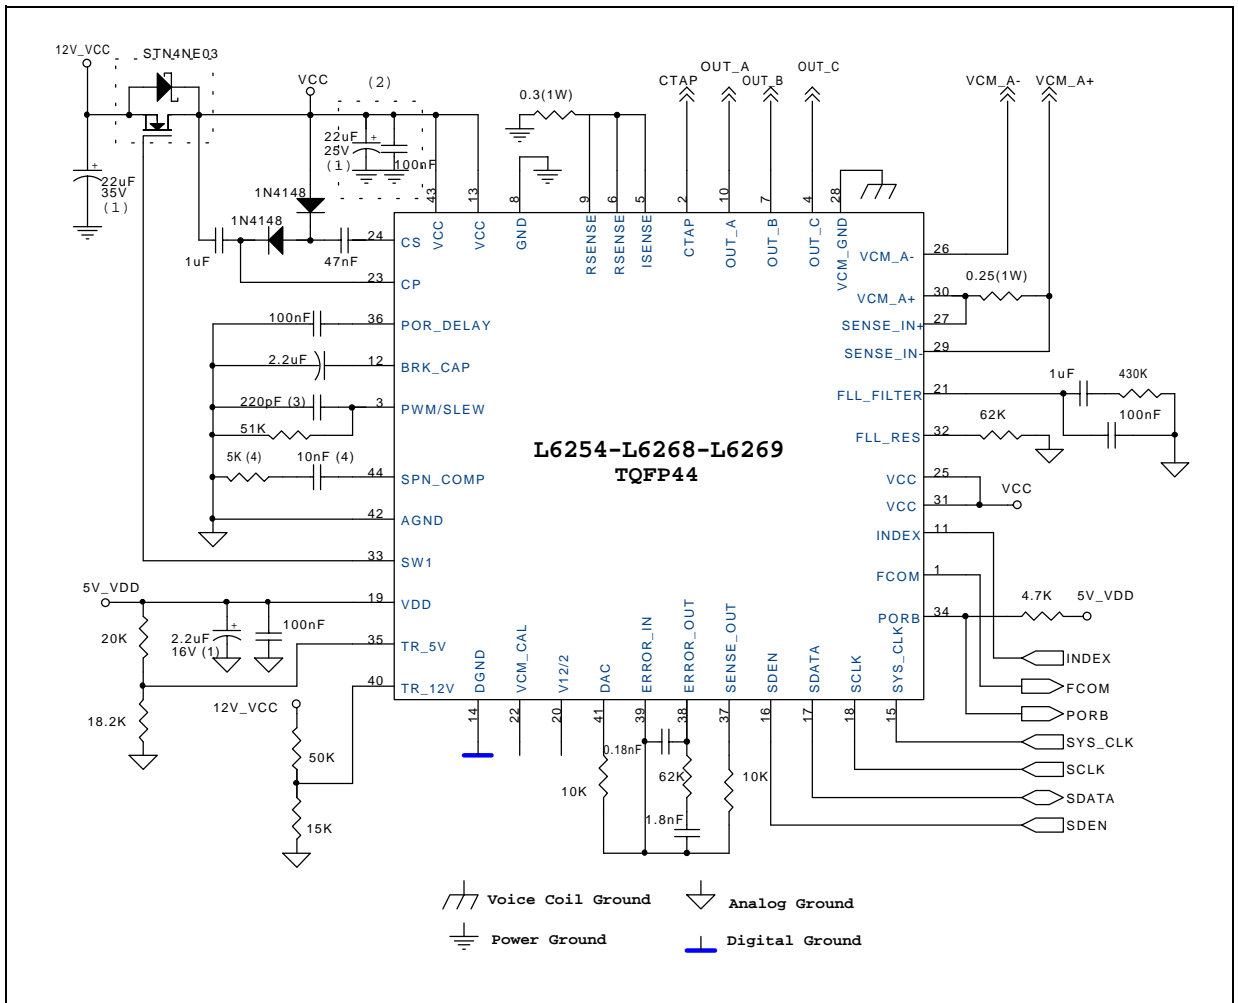 12V_VCC
STN4NE03
VCC
(2)
22uF
25V
(1)
100nF
22uF
35V
(1)
0.3(1W)
CTAP
OUT_A
OUT_B
OUT_C
VCM_A-
VCM_A+
1N4148
1N4148
1uF
47nF
43
13
8
9
6
5
2
10
7
4
28
VCC
VCC
GND
RSENSE
RSENSE
ISENSE
CTAP
OUT_A
OUT_B
OUT_C
VCM_GND
24
CS
23
CP
100nF
36
POR_DELAY
2.2uF
12
BRK_CAP
220pF (3)
3
PWM/SLEW
51K
5K (4)
10nF (4)
44
SPN_COMP
42
AGND
33
SW1
5V_VDD
19
VDD
20K
2.2uF
16V (1)
100nF
35
TR_5V
40
TR_12V
18.2K
12V_VCC
50K
15K
L6254-L6268-L6269
TQFP44
VCM_A-
26
VCM_A+
30
0.25(1W)
SENSE_IN+
27
SENSE_IN-
29
FLL_FILTER
21
1uF
430K
100nF
FLL_RES
32
62K
VCC
25
VCC
31
VCC
INDEX
11
FCOM
1
PORB
34
4.7K
5V_VDD
DGND
VCM_CAL
V12/2
DAC
ERROR_IN
ERROR_OUT
SENSE_OUT
SDEN
SDATA
SCLK
SYS_CLK
14
22
20
41
39
38
37
16
17
18
15
0.18nF
10K
62K
1.8nF
10K
INDEX
FCOM
PORB
SYS_CLK
SCLK
SDATA
SDEN
Voice Coil Ground
Analog Ground
Power Ground
Digital Ground